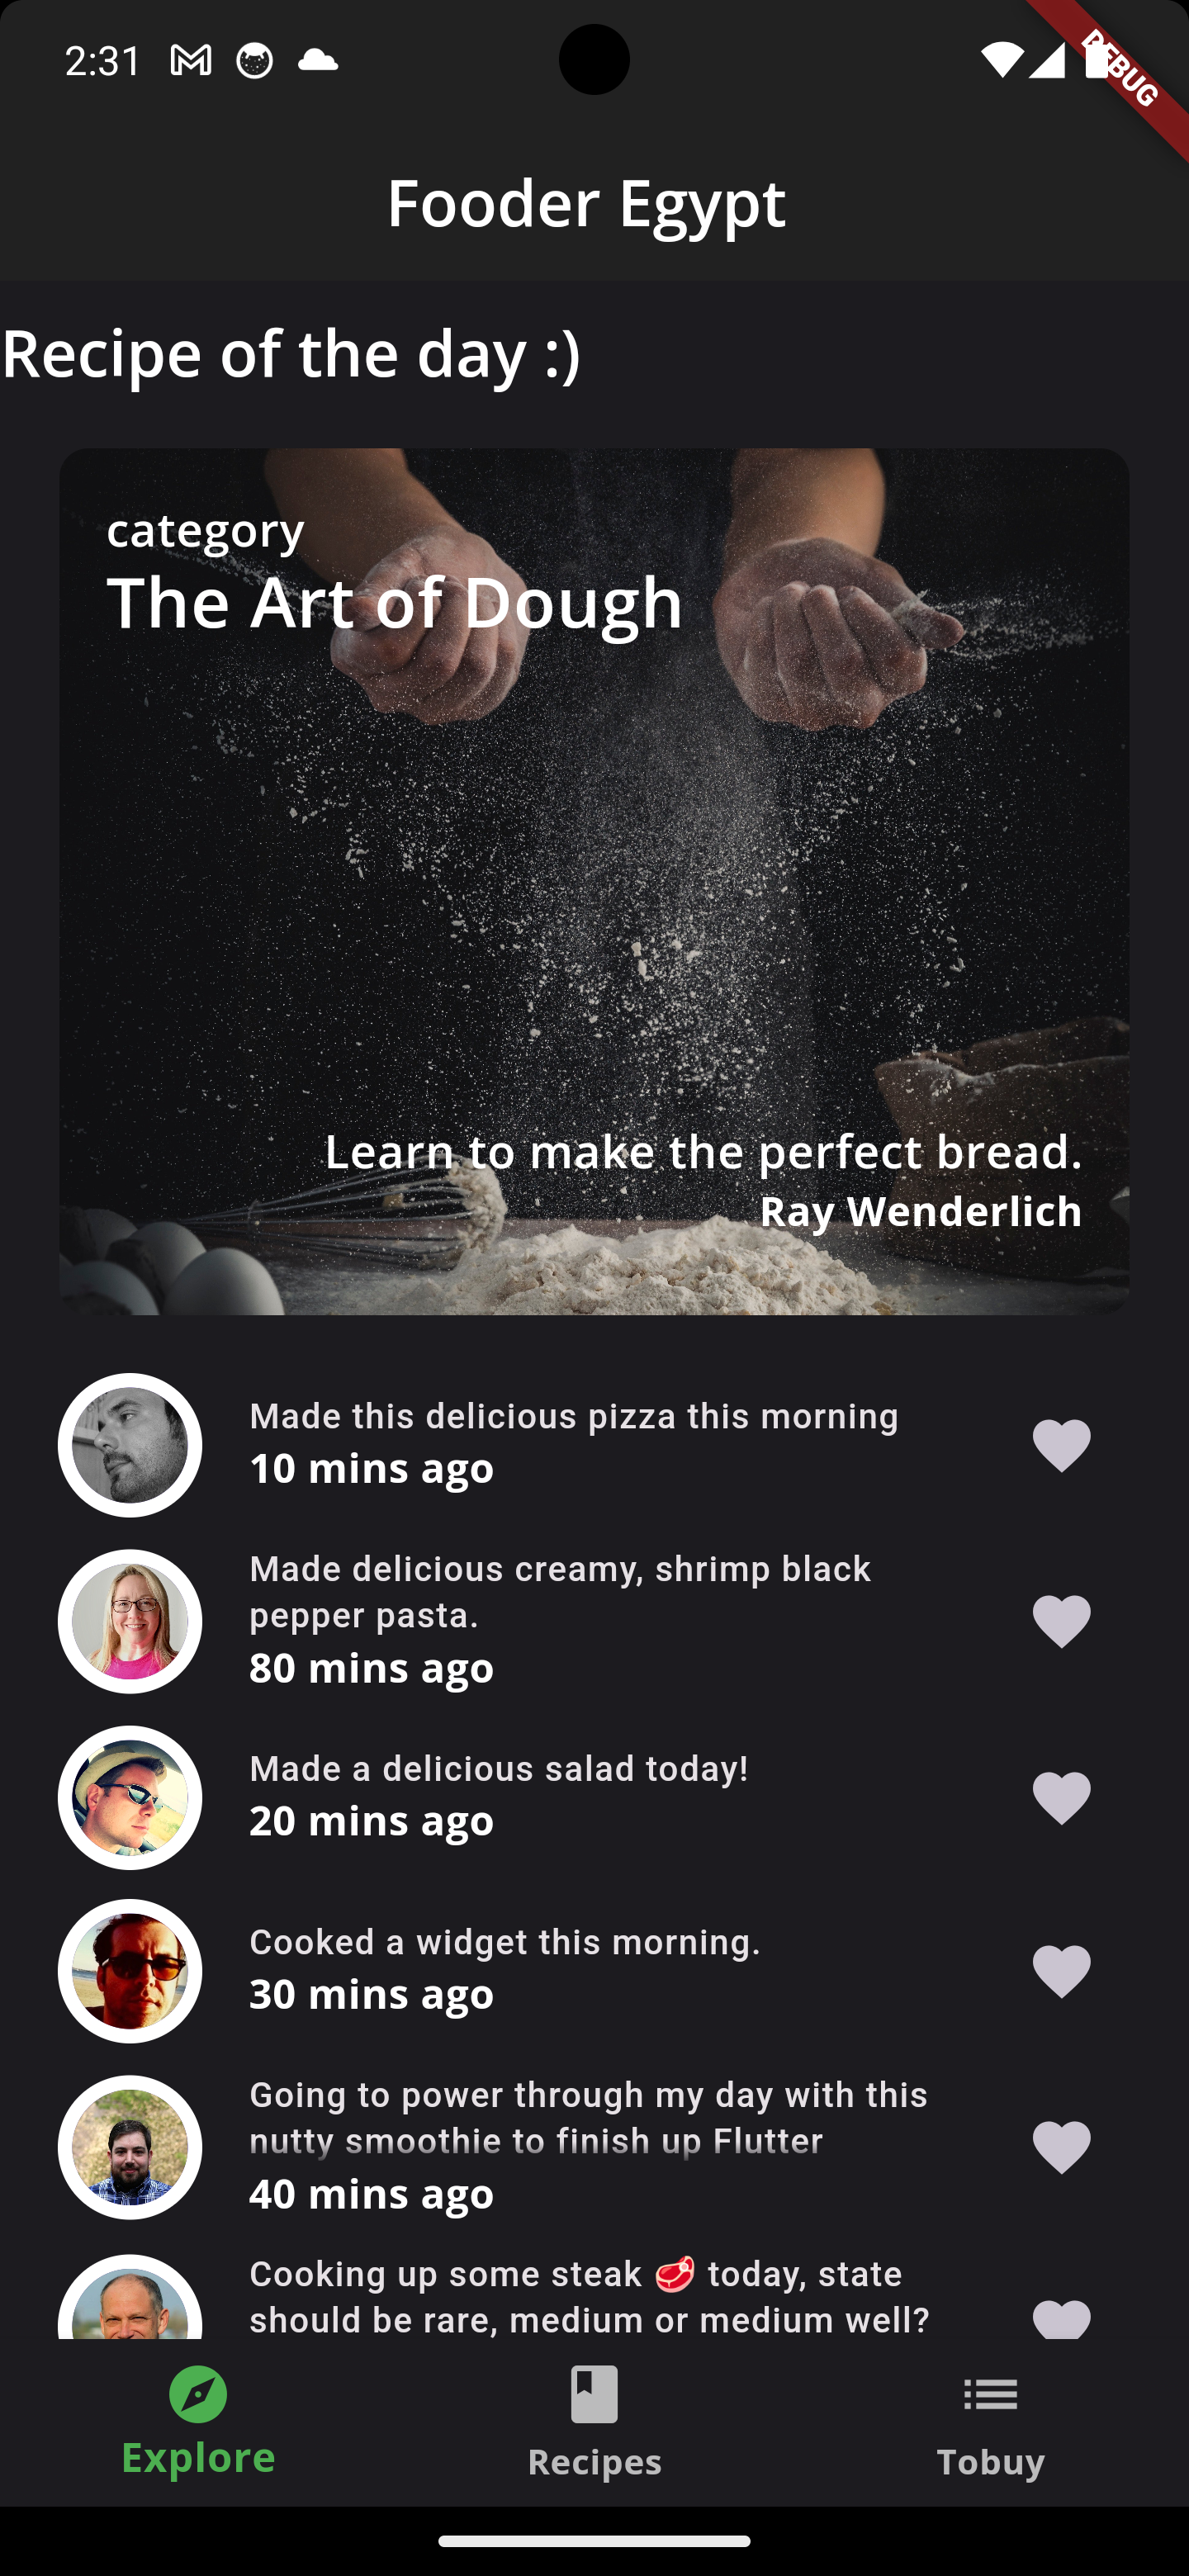 2:31
DEBUG
Fooder Egypt
Recipe of the day :)
category
The Art of Dough
Learn to make the perfect bread.
Ray Wenderlich
Made this delicious pizza this morning
10 mins ago
Made delicious creamy, shrimp black
pepper pasta.
80 mins ago
Made a delicious salad today!
20 mins ago
Cooked a widget this morning.
30 mins ago
Going to power through my day with this
nutty smoothie to finish up Flutter
40 mins ago
Cooking up some steak 🥩 today, state
should be rare, medium or medium well?
Explore
Recipes
Tobuy